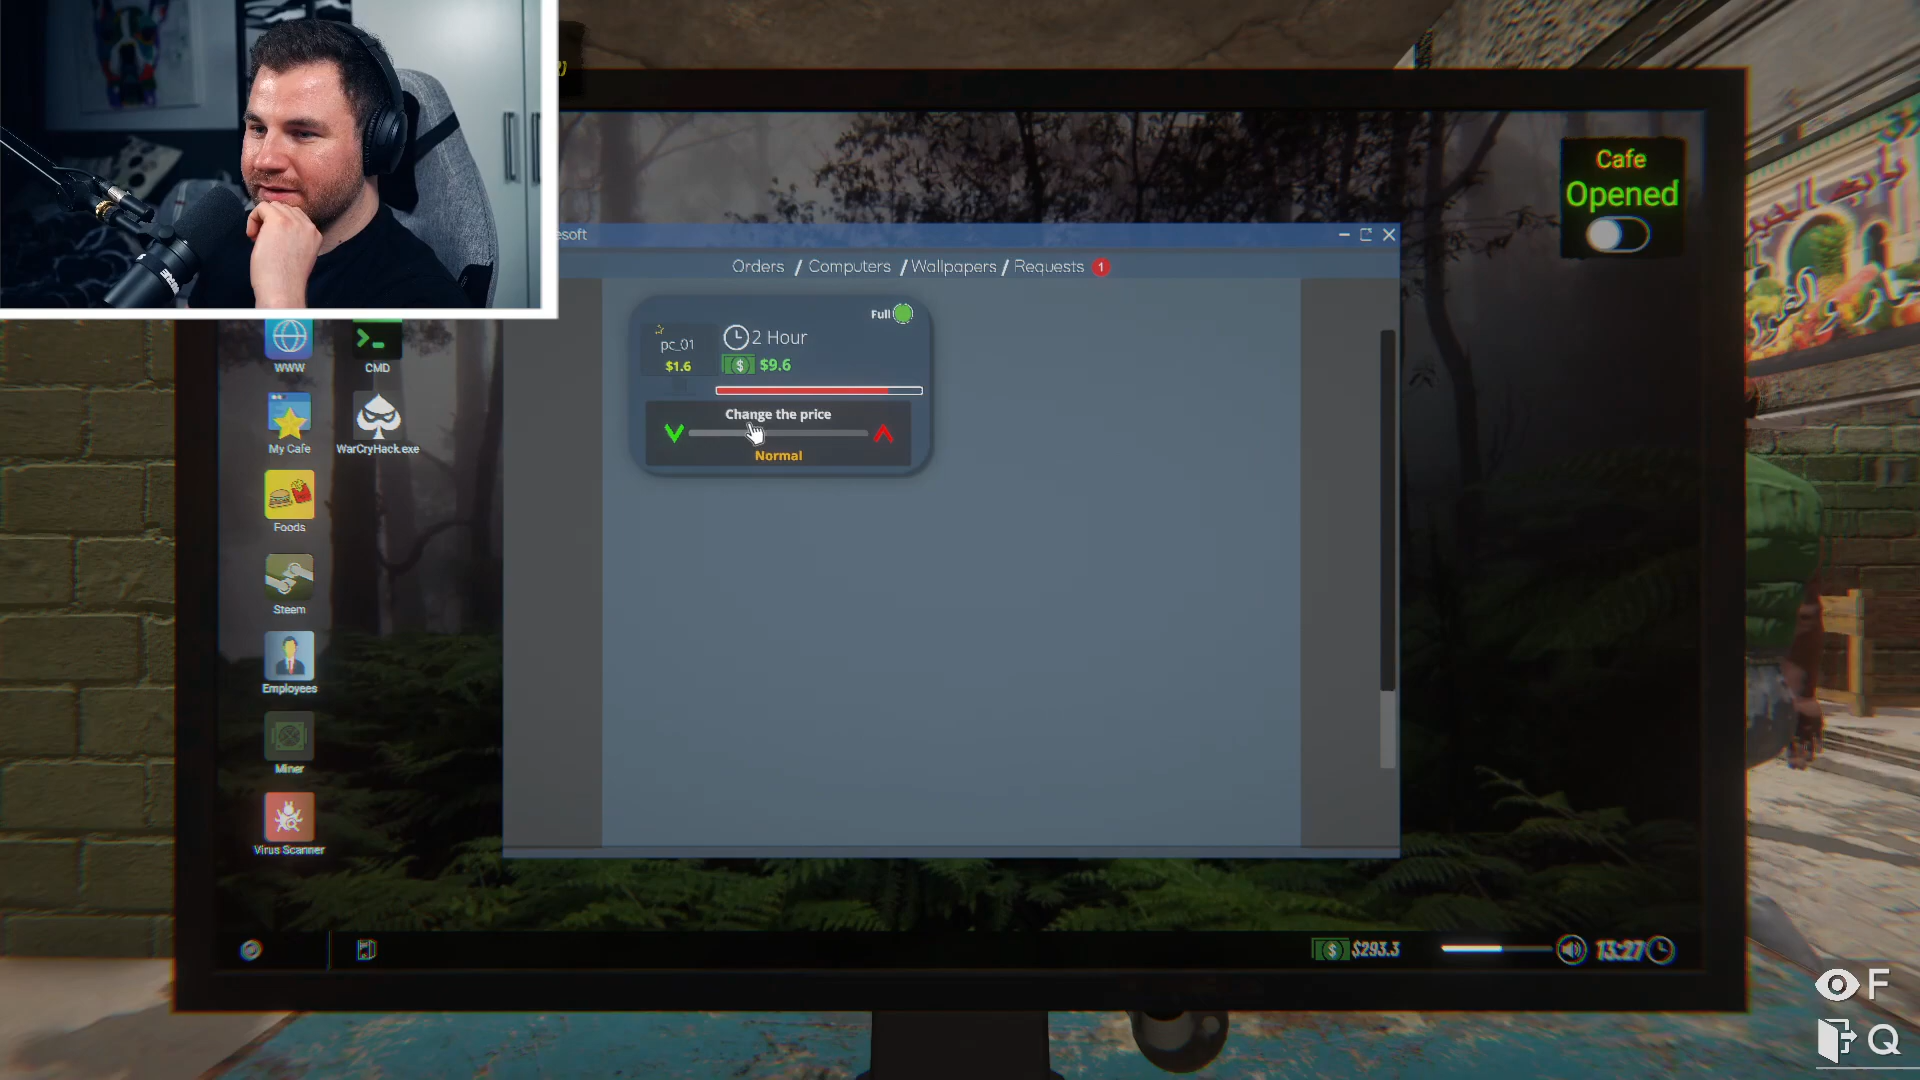 Cafe
Opened
esoft
Orders / Computers / Wallpapers / Requests 1
Full
pc_01
2 Hour
$1.6
$ $9.6
Change the price
Normal
WWW
CMD
My Cafe
WarCryHack.exe
Foods
Steem
Employees
Miner
Virus Scanner
$ $293.3
13:27
F
Q